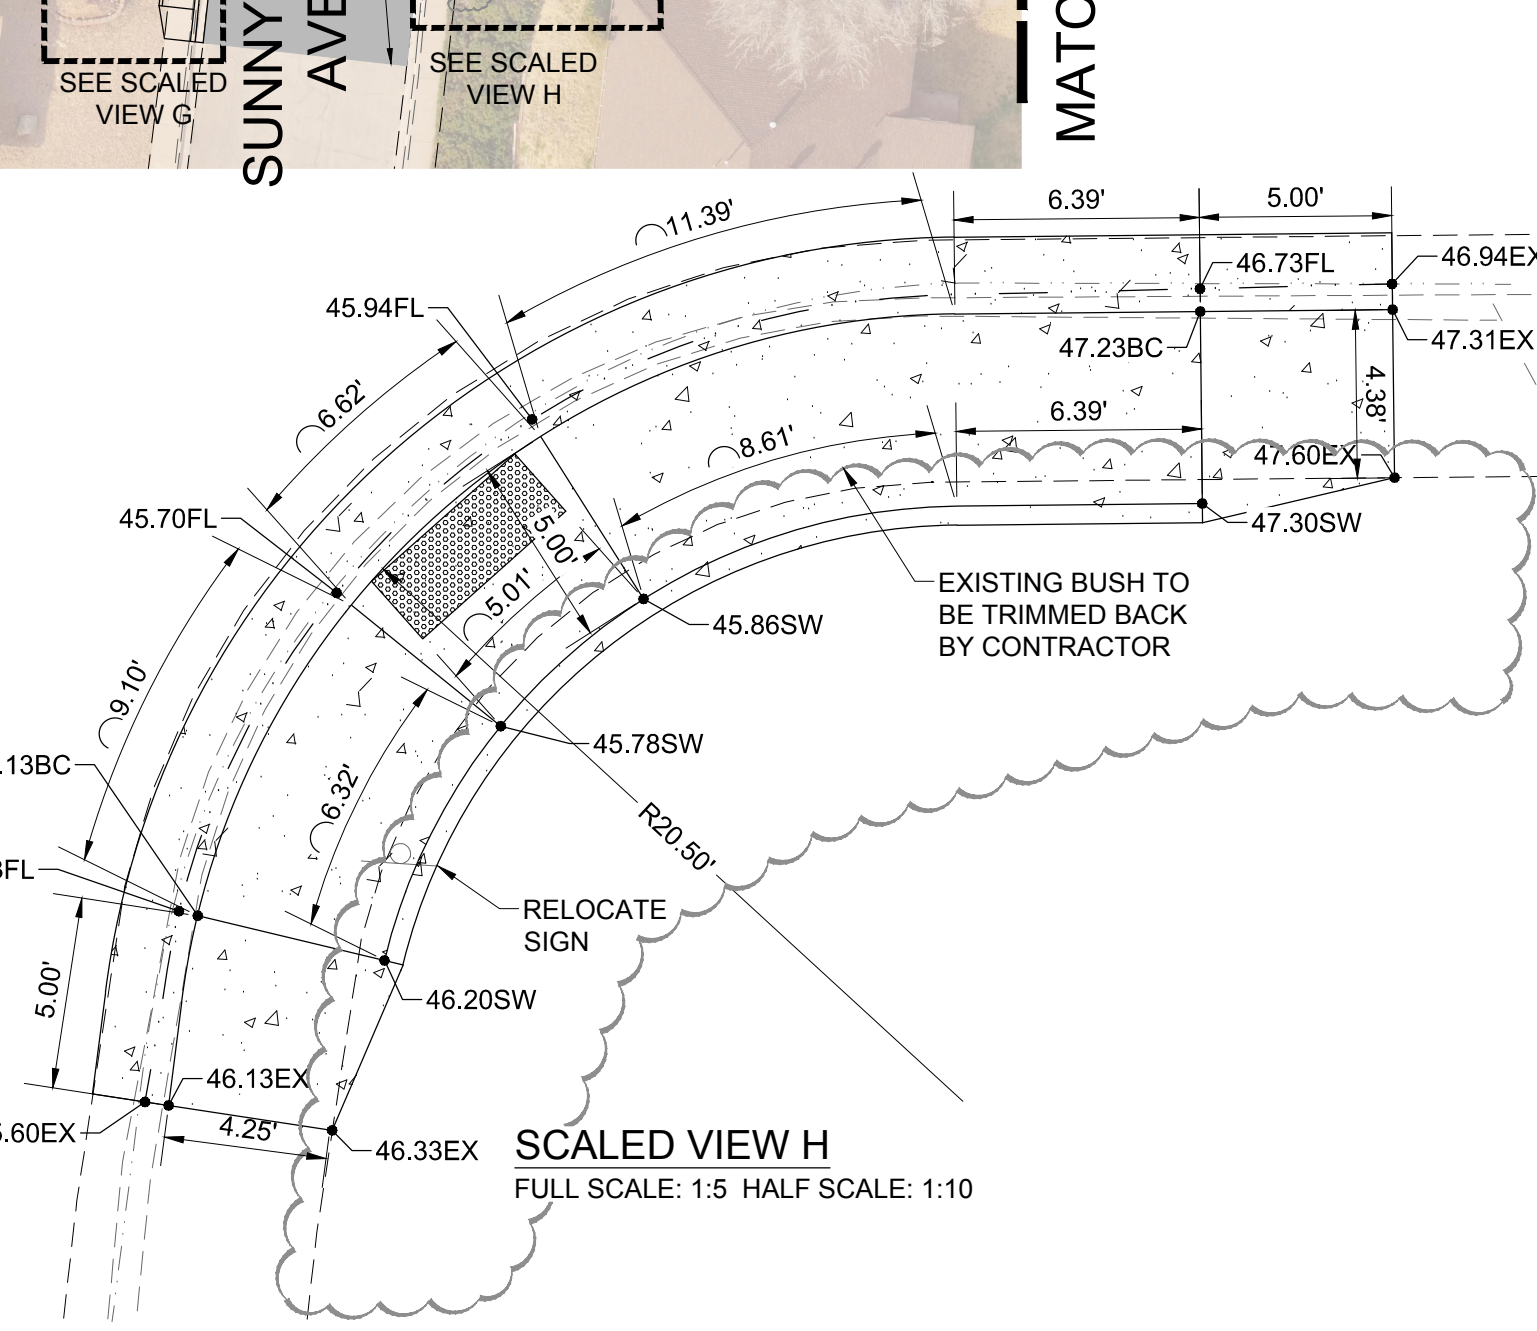 SEE SCALED
VIEW G
SUNNY
AVE
SEE SCALED
VIEW H
MATC
11.39'
6.39'
5.00'
46.73FL
46.94EX
45.94FL
47.23BC
47.31EX
4.38'
6.62'
8.61'
6.39'
47.60EX
45.70FL
5.00'
47.30SW
5.01'
EXISTING BUSH TO
BE TRIMMED BACK
BY CONTRACTOR
45.86SW
9.10'
45.78SW
.13BC
6.32'
R20.50'
FL
RELOCATE
SIGN
5.00'
46.20SW
46.13EX
.60EX
4.25'
46.33EX
SCALED VIEW H
FULL SCALE: 1:5 HALF SCALE: 1:10